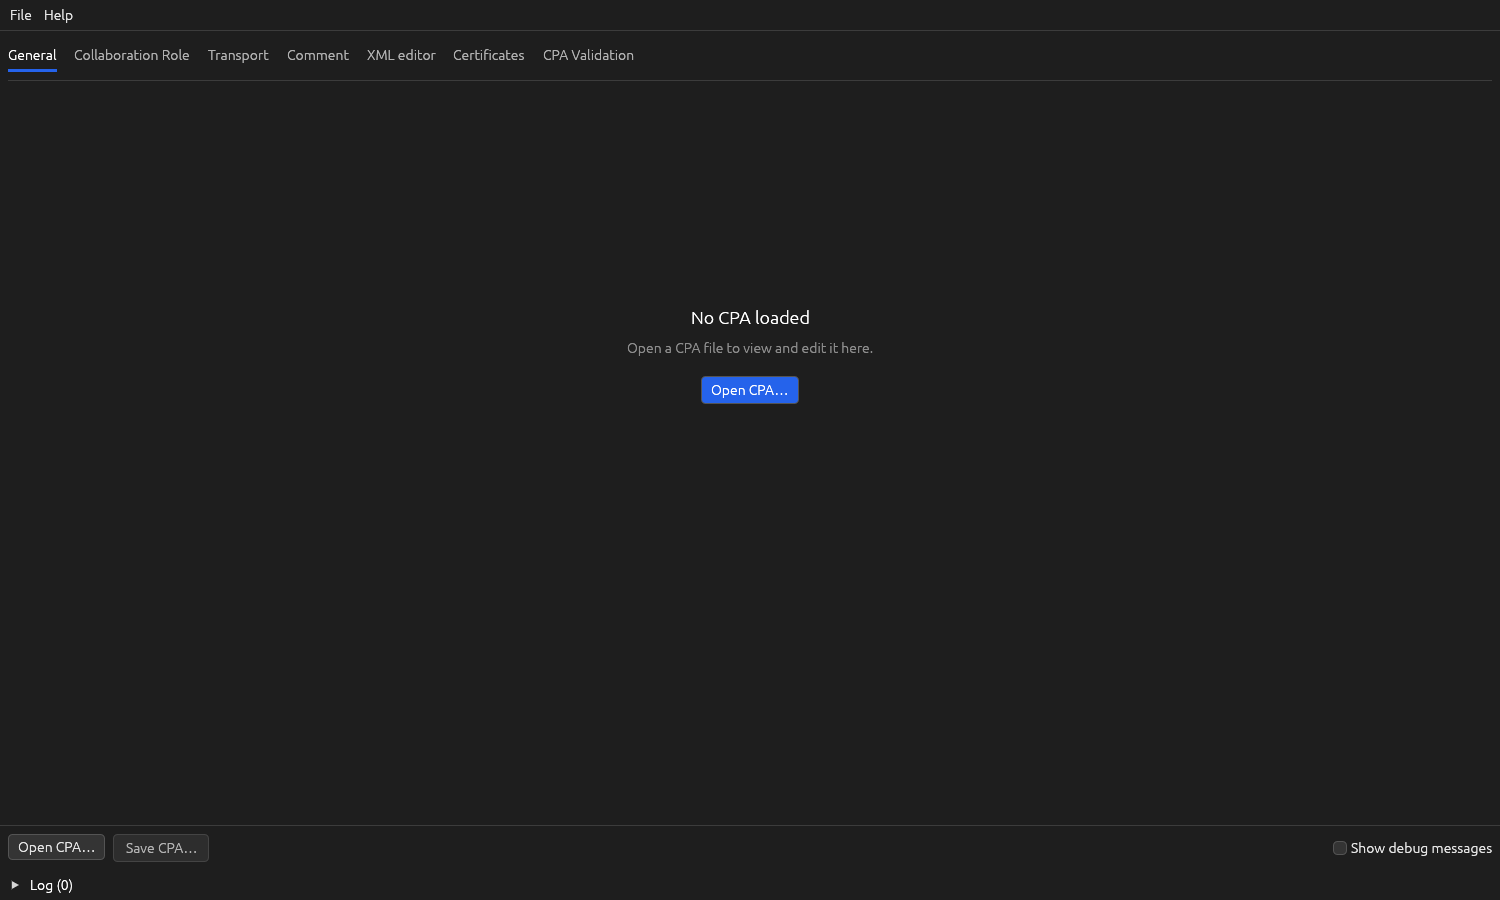 File Help
General Collaboration Role Transport Comment XML editor Certificates CPA Validation
No CPA loaded
Open a CPA file to view and edit it here.
Open CPA...
Open CPA... Save CPA... Show debug messages
Log (0)